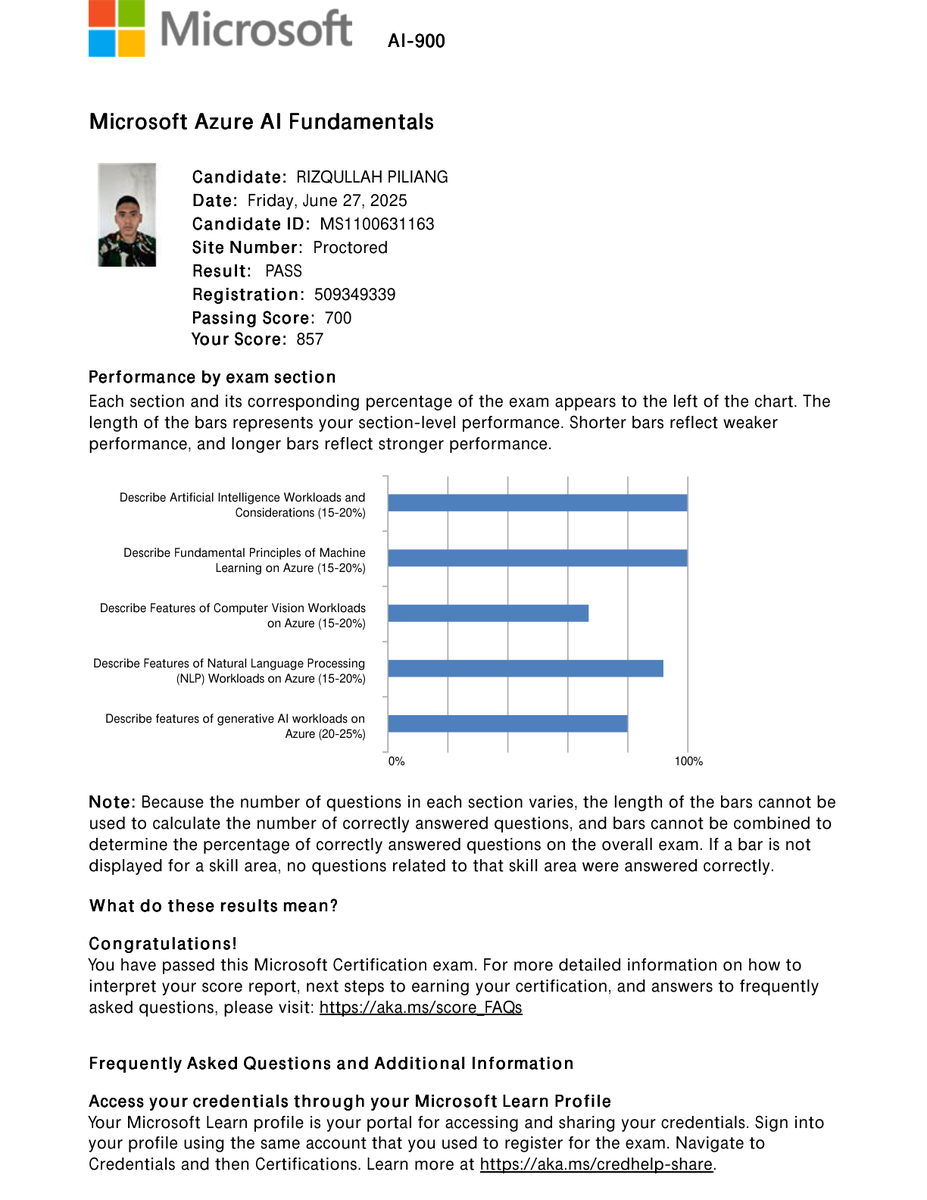 Microsoft AI-900
Microsoft Azure AI Fundamentals
Candidate: RIZQULLAH PILIANG
Date: Friday, June 27, 2025
Candidate ID: MS1100631163
Site Number: Proctored
Result: PASS
Registration: 509349339
Passing Score: 700
Your Score: 857
Performance by exam section
Each section and its corresponding percentage of the exam appears to the left of the chart. The
length of the bars represents your section-level performance. Shorter bars reflect weaker
performance, and longer bars reflect stronger performance.
Describe Artificial Intelligence Workloads and
Considerations (15-20%)
Describe Fundamental Principles of Machine
Learning on Azure (15-20%)
Describe Features of Computer Vision Workloads
on Azure (15-20%)
Describe Features of Natural Language Processing
(NLP) Workloads on Azure (15-20%)
Describe features of generative AI workloads on
Azure (20-25%)
0% 100%
Note: Because the number of questions in each section varies, the length of the bars cannot be
used to calculate the number of correctly answered questions, and bars cannot be combined to
determine the percentage of correctly answered questions on the overall exam. If a bar is not
displayed for a skill area, no questions related to that skill area were answered correctly.
What do these results mean?
Congratulations!
You have passed this Microsoft Certification exam. For more detailed information on how to
interpret your score report, next steps to earning your certification, and answers to frequently
asked questions, please visit: https://aka.ms/score_FAQs
Frequently Asked Questions and Additional Information
Access your credentials through your Microsoft Learn Profile
Your Microsoft Learn profile is your portal for accessing and sharing your credentials. Sign into
your profile using the same account that you used to register for the exam. Navigate to
Credentials and then Certifications. Learn more at https://aka.ms/credhelp-share.